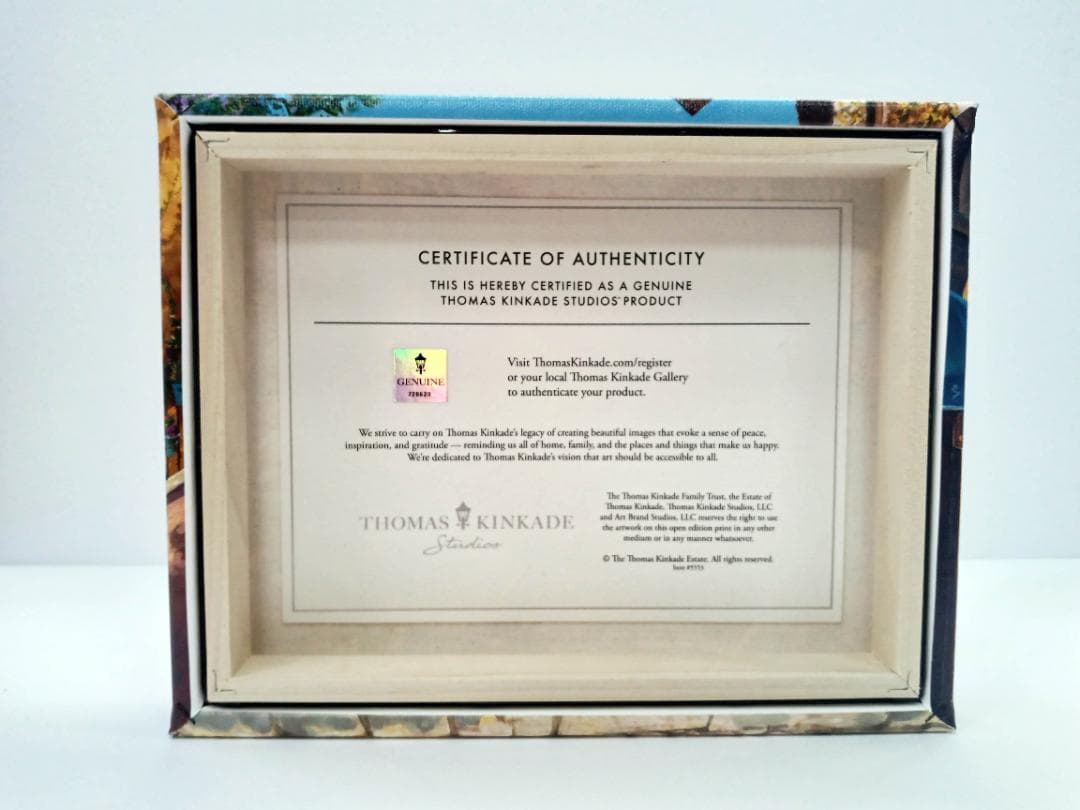 CERTIFICATE OF AUTHENTICITY
THIS IS HEREBY CERTIFIED AS A GENUINE
THOMAS KINKADE STUDIOS® PRODUCT
GENUINE
Visit ThomasKinkade.com/register
or your local Thomas Kinkade Gallery
to authenticate your product.
We strive to carry on Thomas Kinkade's legacy of creating beautiful images that evoke a sense of peace,
inspiration, and gratitude — reminding us all of home, family, and the places and things that make us happy.
We're dedicated to Thomas Kinkade's vision that art should be accessible to all.
THOMAS KINKADE
Studios
The Thomas Kinkade Family Trust, the Estate of
Thomas Kinkade, Thomas Kinkade Studios, LLC
and Art Brand Studios, LLC reserves the right to use
the artwork on this open edition print in any other
medium or in any manner whatsoever.
© The Thomas Kinkade Estate. All rights reserved.
Item